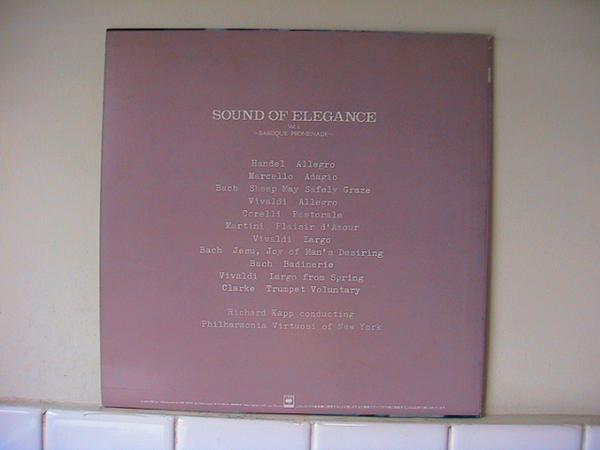 SOUND OF ELEGANCE
~BAROQUE PROMENADE~
Handel Allegro
Marcello Adagio
Bach Sheep May Safely Graze
Vivaldi Allegro
Corelli Pastorale
Martini Plaisir d'Amour
Vivaldi Largo
Bach Jesu, Joy of Man's Desiring
Bach Badinerie
Vivaldi Largo from Spring
Clarke Trumpet Voluntary
Richard Kapp conducting
Philharmonia Virtuosi of New York